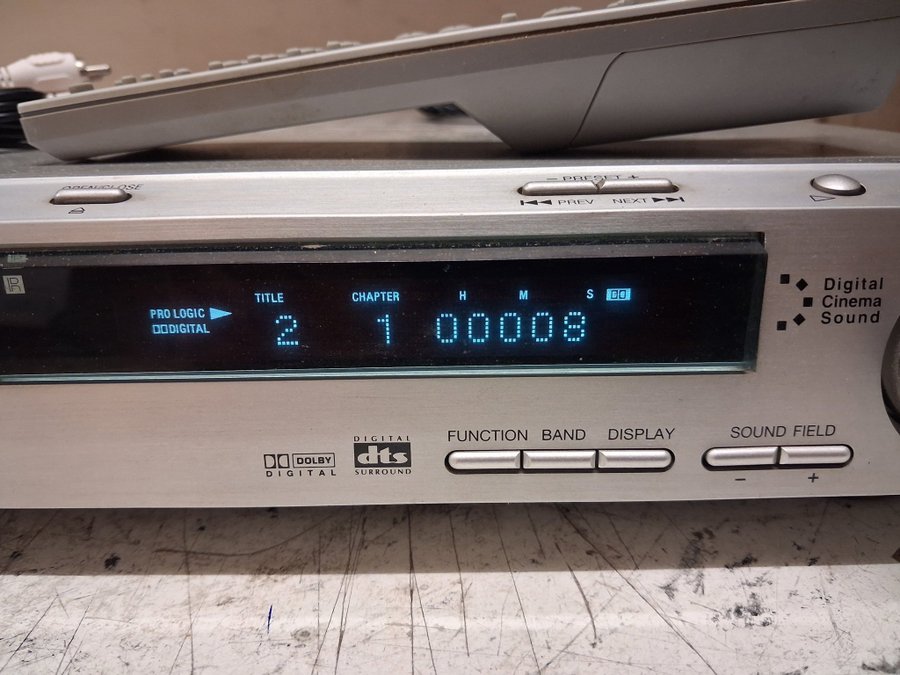 OPEN/CLOSE
– PRESET +
PREV NEXT
TITLE CHAPTER H M S
PRO LOGIC
DIGITAL
2 1 00008
Digital
Cinema
Sound
DOLBY
DIGITAL
DIGITAL
dts
SURROUND
FUNCTION BAND DISPLAY
SOUND FIELD
– +